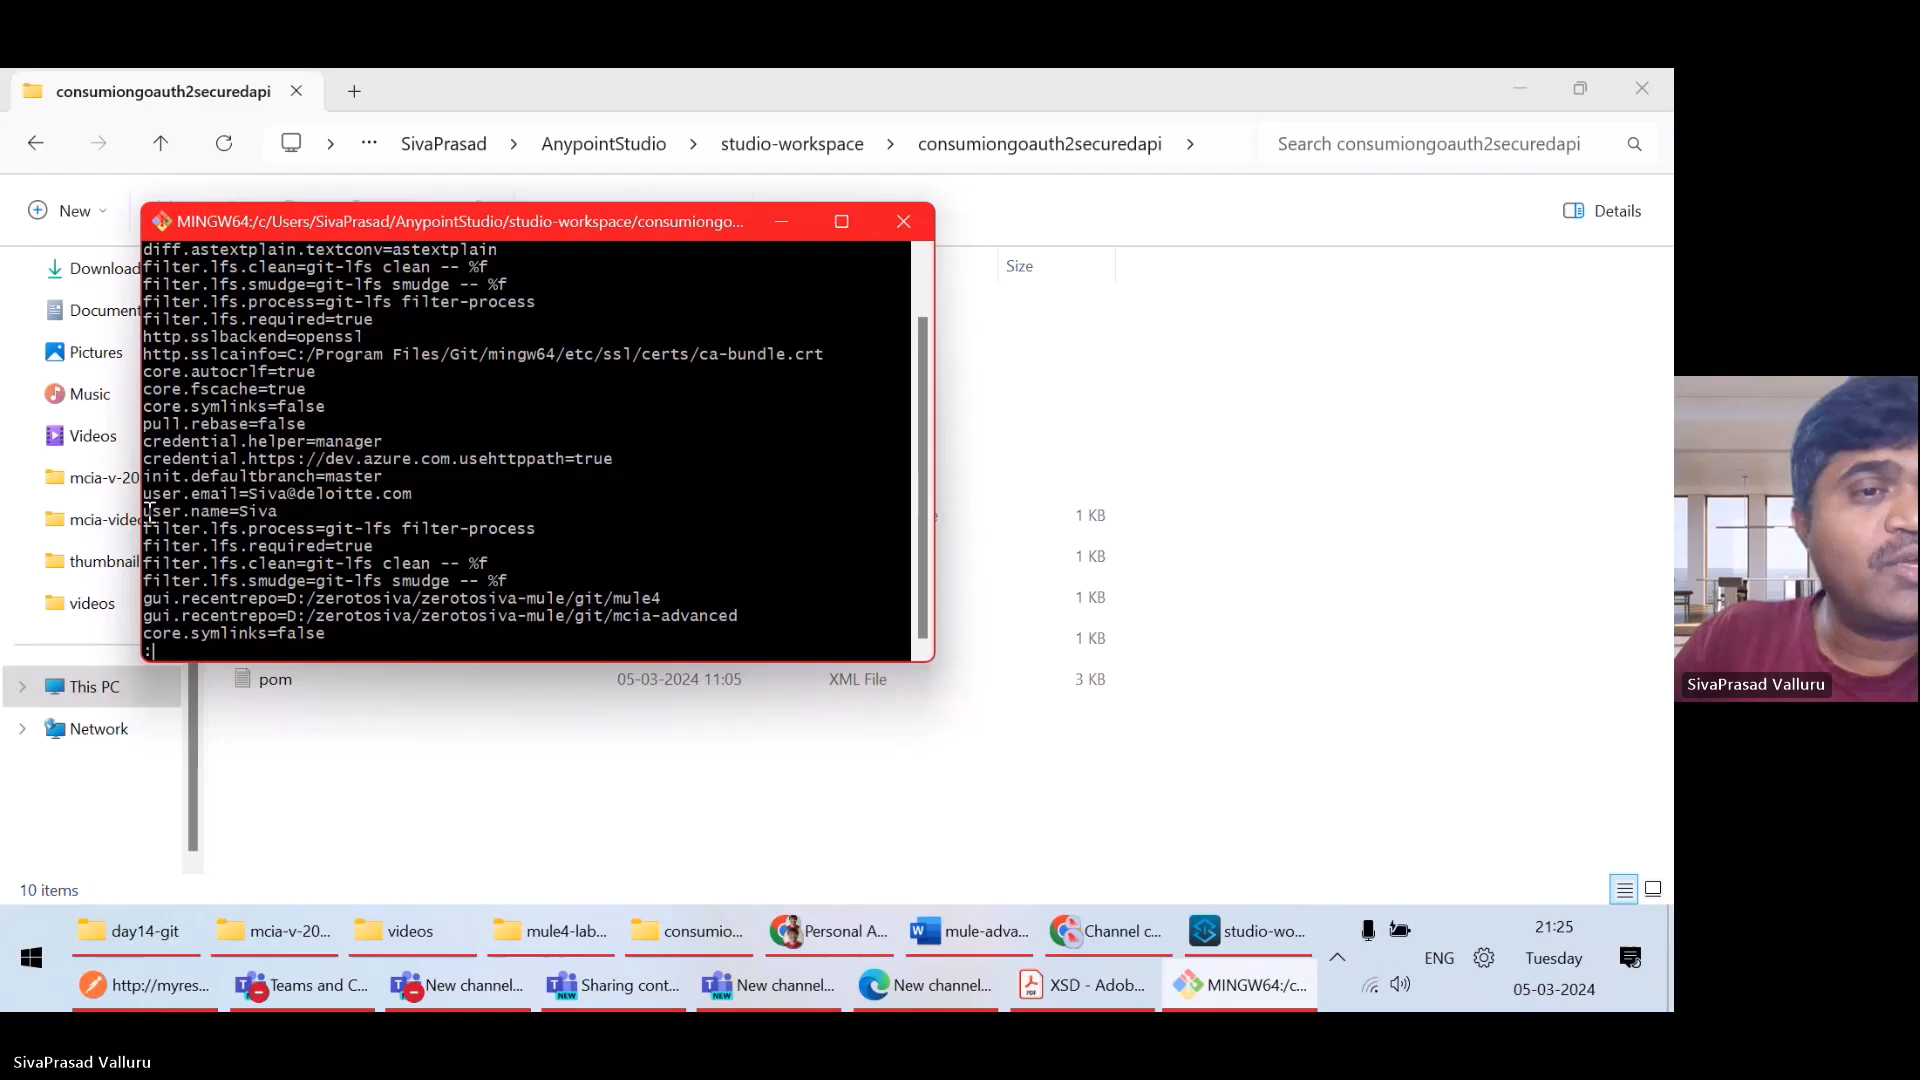 consumiongoauth2securedapi
SivaPrasad
AnypointStudio
studio-workspace
consumiongoauth2securedapi
Search consumiongoauth2securedapi
New
Details
MINGW64:/c/Users/SivaPrasad/AnypointStudio/studio-workspace/consumiongo...
diff.astextplain.textconv=astextplain
filter.lfs.clean=git-lfs clean -- %f
filter.lfs.smudge=git-lfs smudge -- %f
filter.lfs.process=git-lfs filter-process
filter.lfs.required=true
http.sslbackend=openssl
http.sslcainfo=C:/Program Files/Git/mingw64/etc/ssl/certs/ca-bundle.crt
core.autocrlf=true
core.fscache=true
core.symlinks=false
pull.rebase=false
credential.helper=manager
credential.https://dev.azure.com.usehttppath=true
init.defaultbranch=master
user.email=Siva@deloitte.com
user.name=Siva
filter.lfs.process=git-lfs filter-process
filter.lfs.required=true
filter.lfs.clean=git-lfs clean -- %f
filter.lfs.smudge=git-lfs smudge -- %f
gui.recentrepo=D:/zerotosiva/zerotosiva-mule/git/mule4
gui.recentrepo=D:/zerotosiva/zerotosiva-mule/git/mcia-advanced
core.symlinks=false
:
Download
Document
Pictures
Music
Videos
mcia-v-20
mcia-video
thumbnail
videos
This PC
Network
Size
1 KB
1 KB
1 KB
1 KB
pom
05-03-2024 11:05
XML File
3 KB
10 items
day14-git
mcia-v-20...
videos
mule4-lab...
consumio...
Personal A...
mule-adva...
Channel c...
studio-wo...
http://myres...
Teams and C...
New channel...
Sharing cont...
New channel...
New channel...
XSD - Adob...
MINGW64:/c...
NEW
NEW
ENG
21:25
Tuesday
05-03-2024
SivaPrasad Valluru
SivaPrasad Valluru